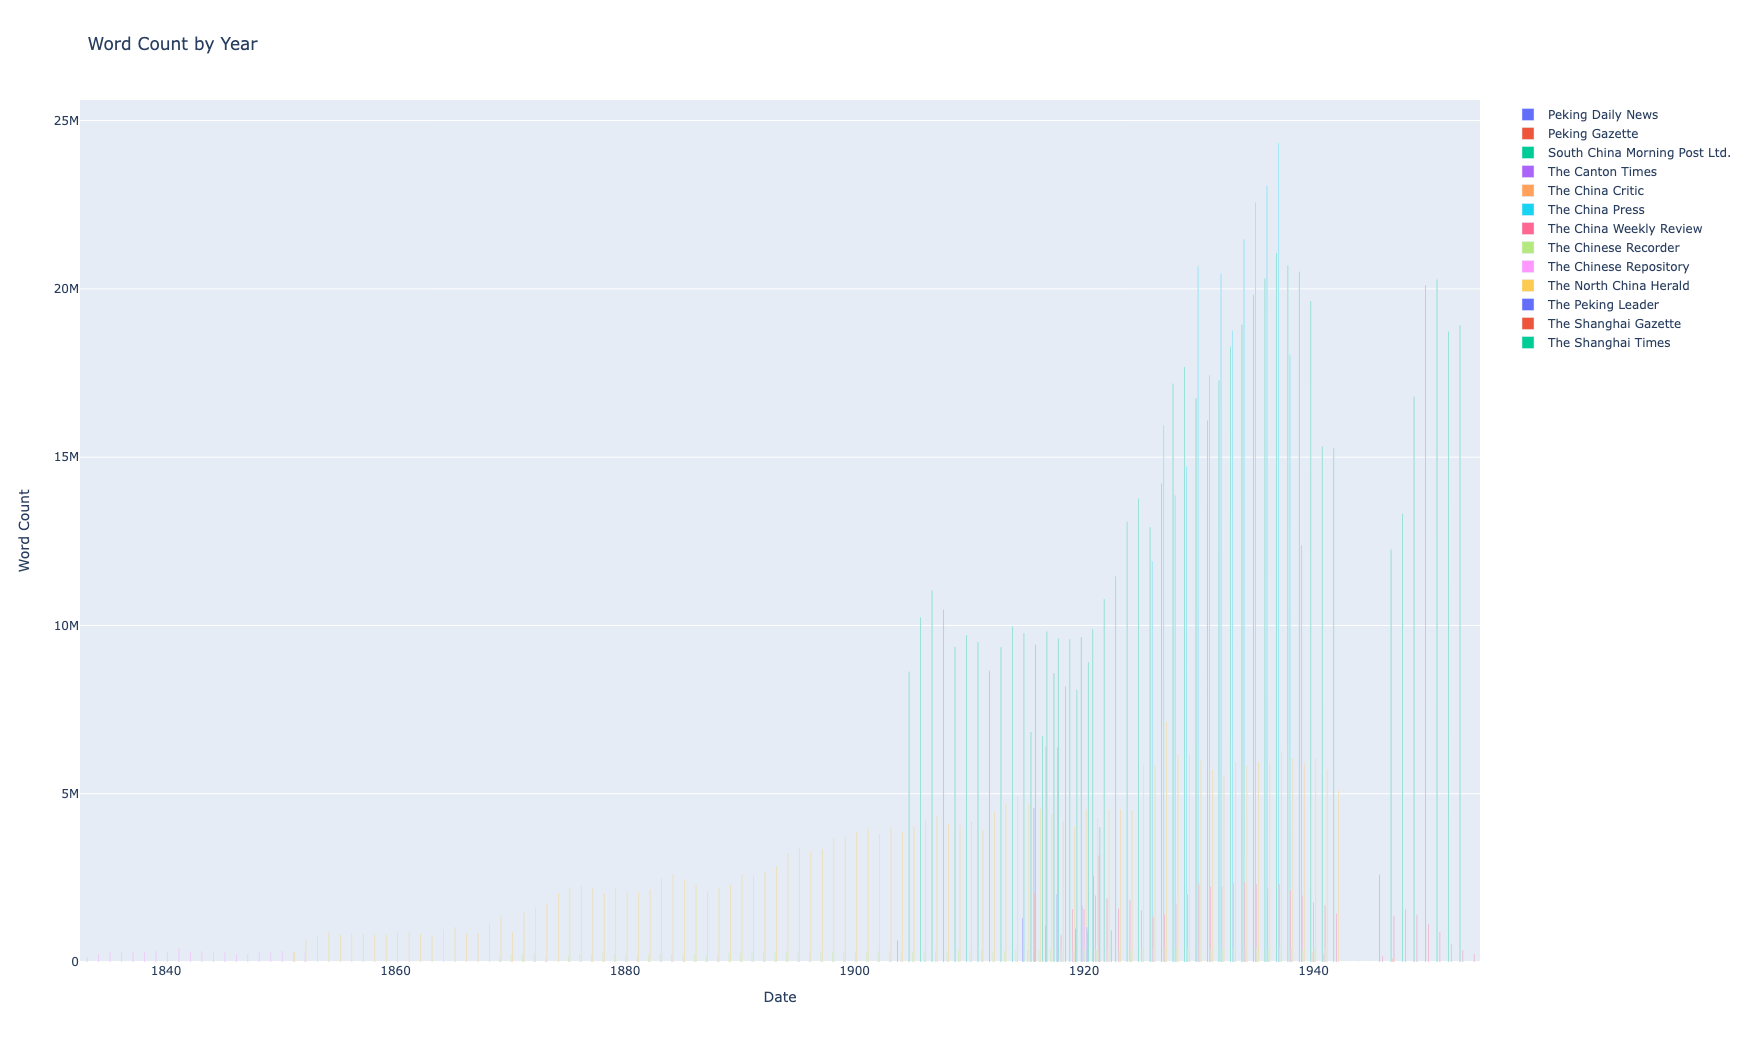 Word Count by Year
25M
20M
15M
10M
5M
0
Word Count
1840
1860
1880
1900
1920
1940
Date
Peking Daily News
Peking Gazette
South China Morning Post Ltd.
The Canton Times
The China Critic
The China Press
The China Weekly Review
The Chinese Recorder
The Chinese Repository
The North China Herald
The Peking Leader
The Shanghai Gazette
The Shanghai Times